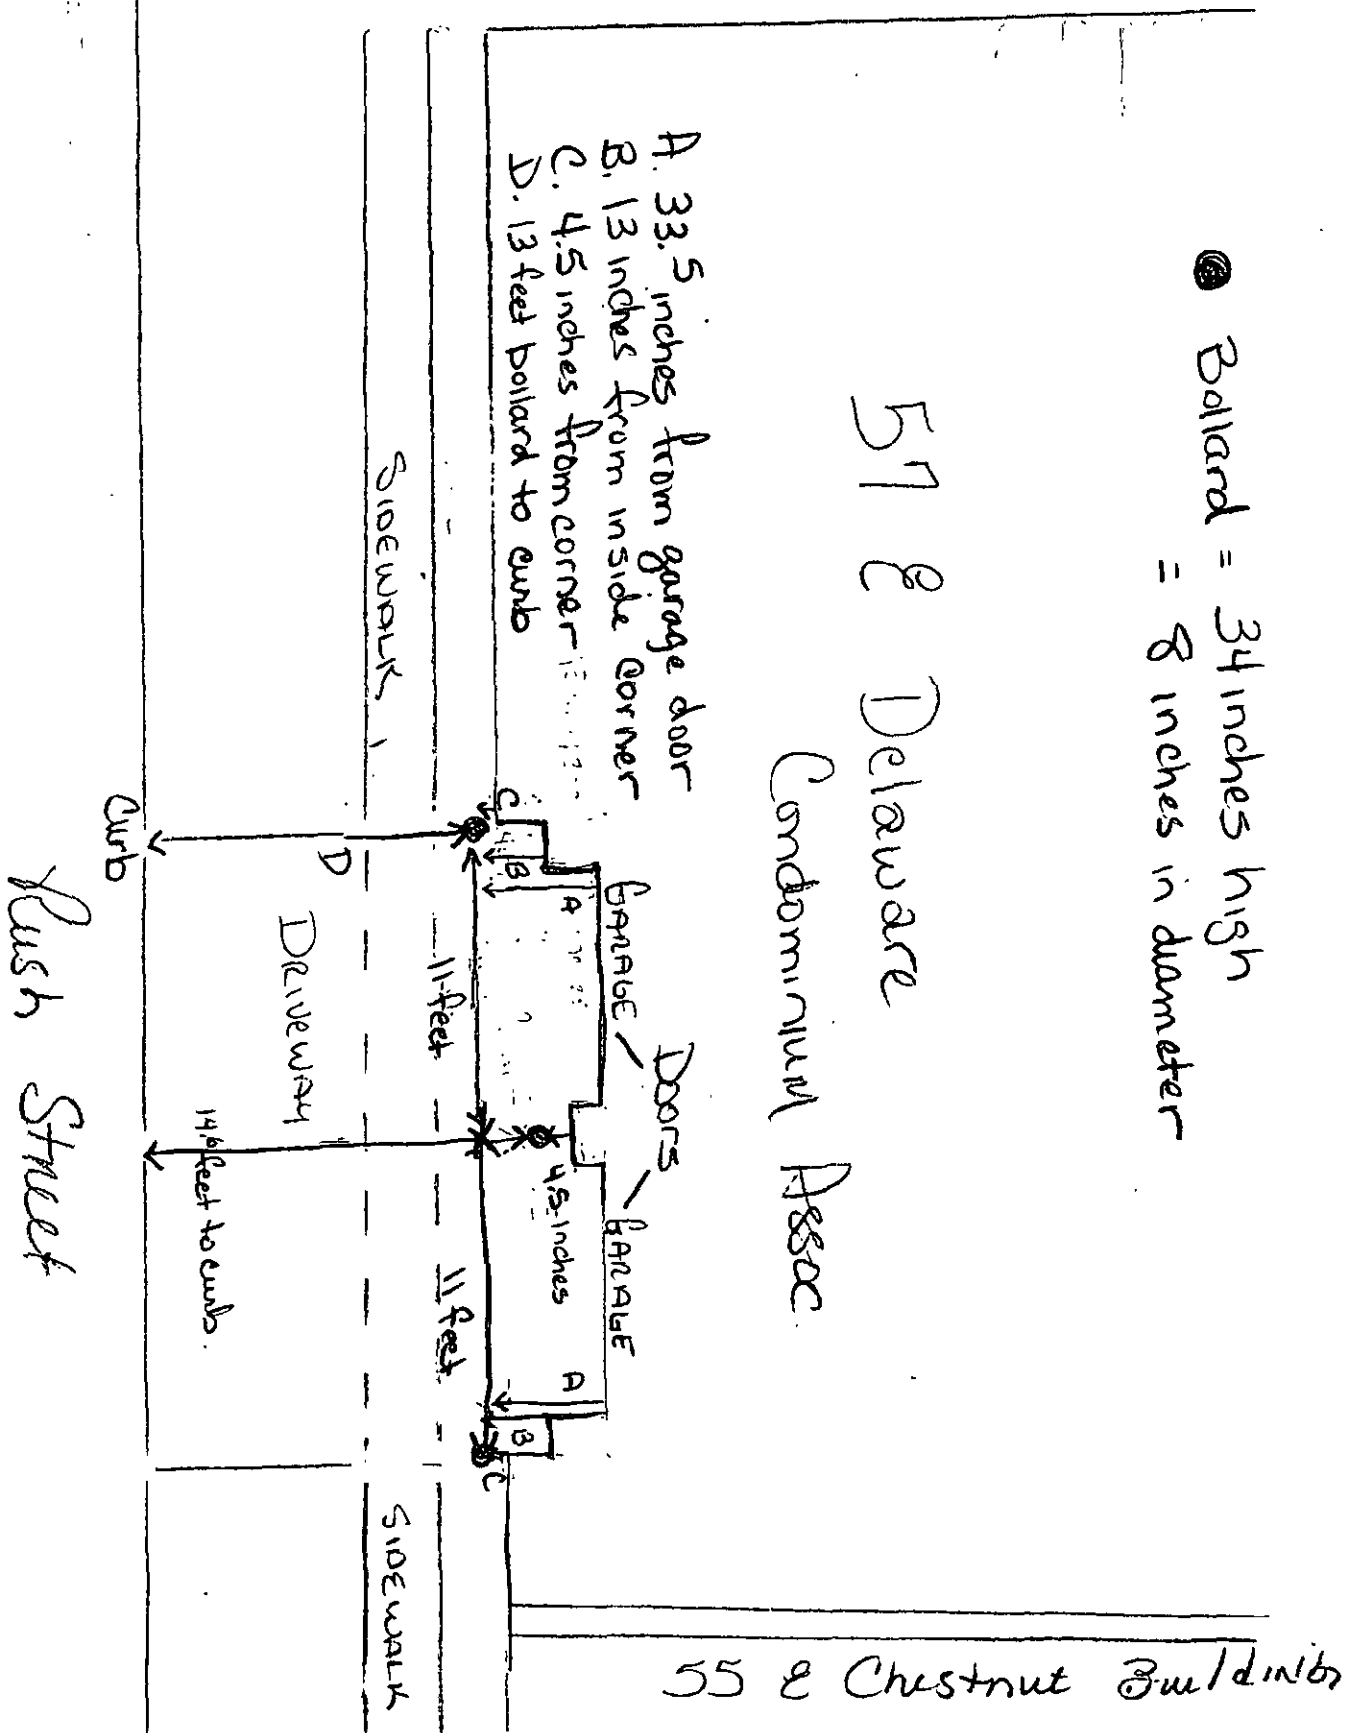 Bollard = 34 inches high
= 8 inches in diameter
57 E Delaware
Condominium Assoc
A. 33.5 inches from garage door
B. 13 inches from inside corner
C. 4.5 inches from corner
D. 13 feet bollard to curb
GARAGE
Doors
GARAGE
C
B
A
4.5 inches
A
B
C
11 feet
11 feet
SIDEWALK
SIDEWALK
D
DRIVEWAY
14.6 feet to curb.
Curb
Rush Street
55 E Chestnut Building